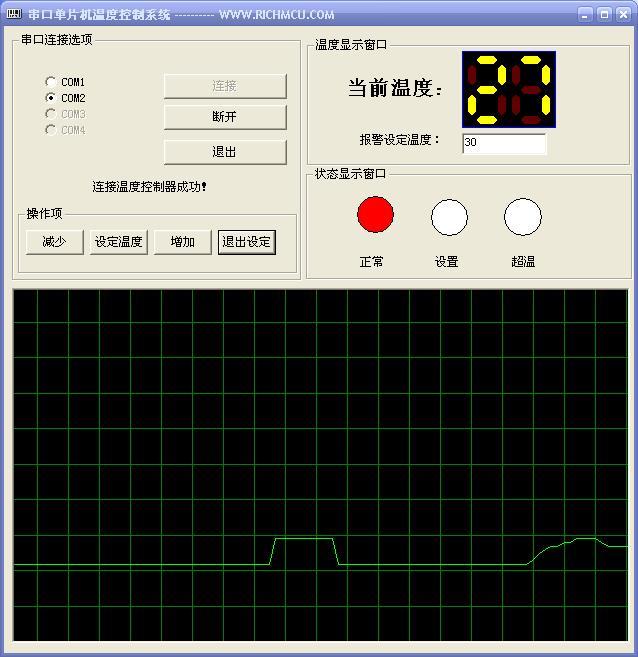 串口单片机温度控制系统 ---------- WWW.RICHMCU.COM
串口连接选项
COM1
COM2
COM3
COM4
连接
断开
退出
连接温度控制器成功!
操作项
减少
设定温度
增加
退出设定
温度显示窗口
当前温度: 27
报警设定温度: 30
状态显示窗口
正常
设置
超温